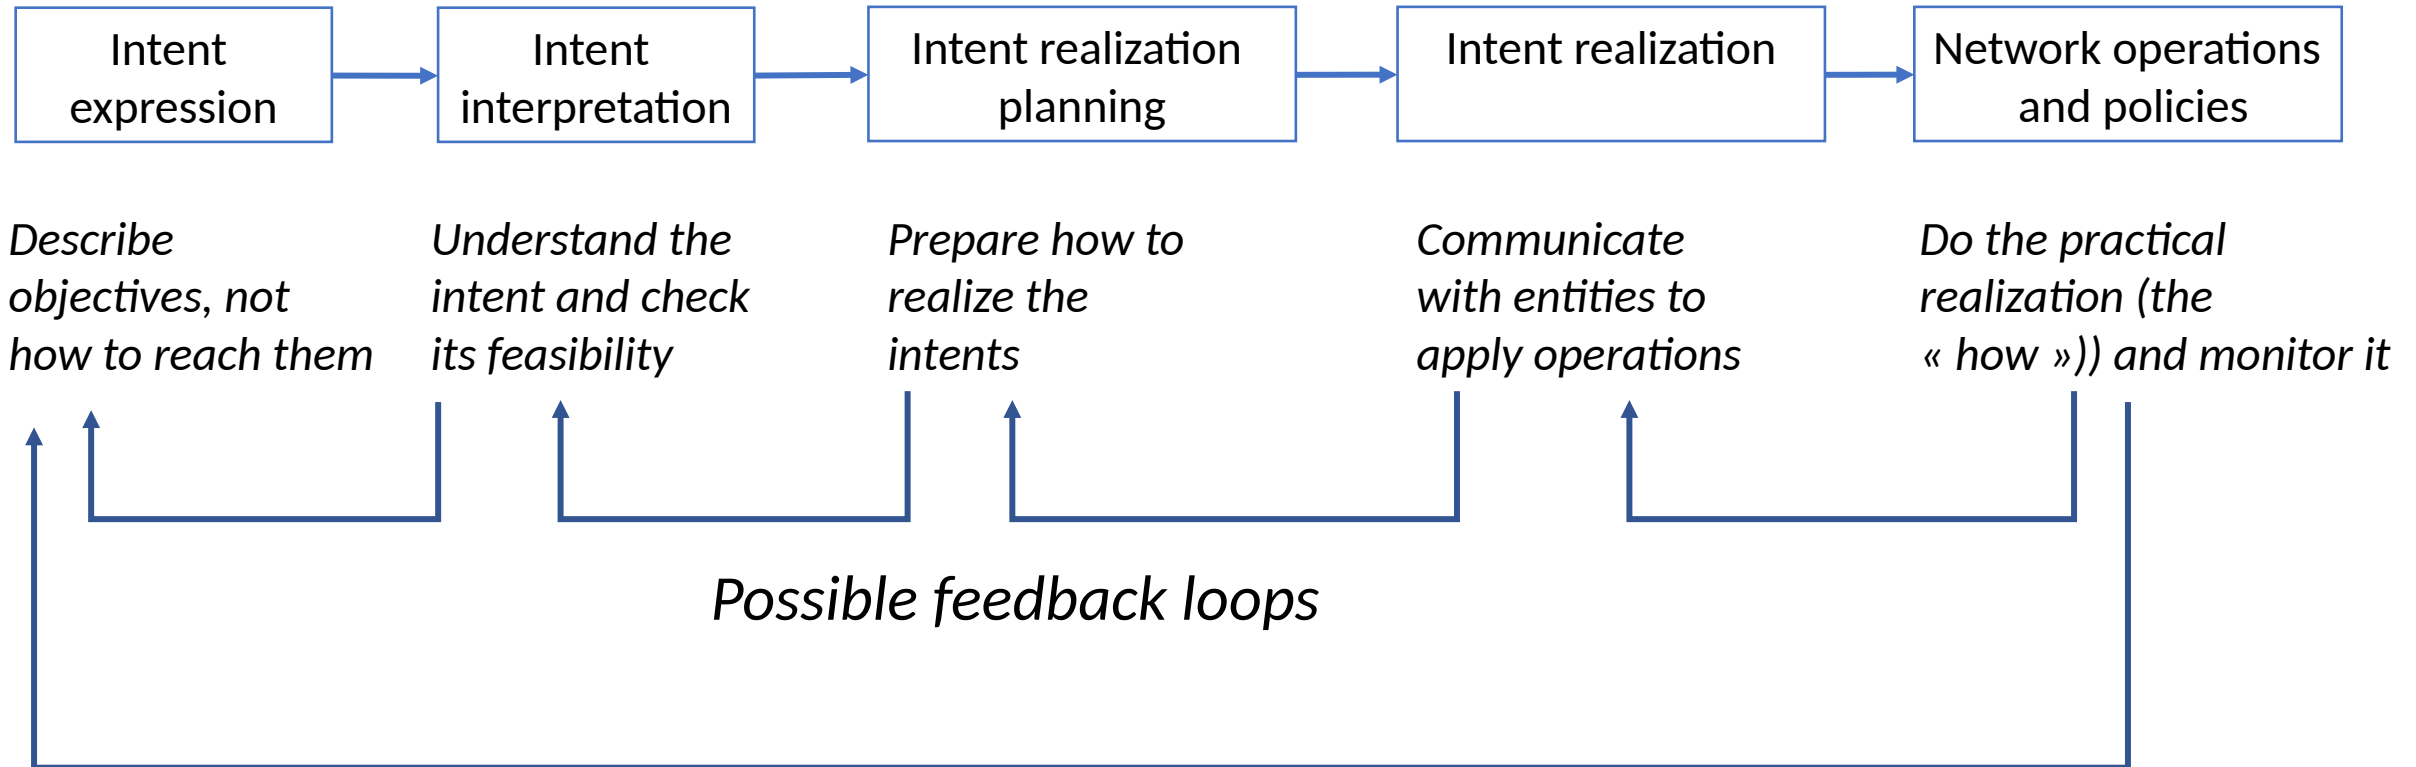 Intent
expression
Intent
interpretation
Intent realization
planning
Intent realization
Network operations
and policies
Describe
objectives, not
how to reach them
Understand the
intent and check
its feasibility
Prepare how to
realize the
intents
Communicate
with entities to
apply operations
Do the practical
realization (the
« how »)) and monitor it
Possible feedback loops